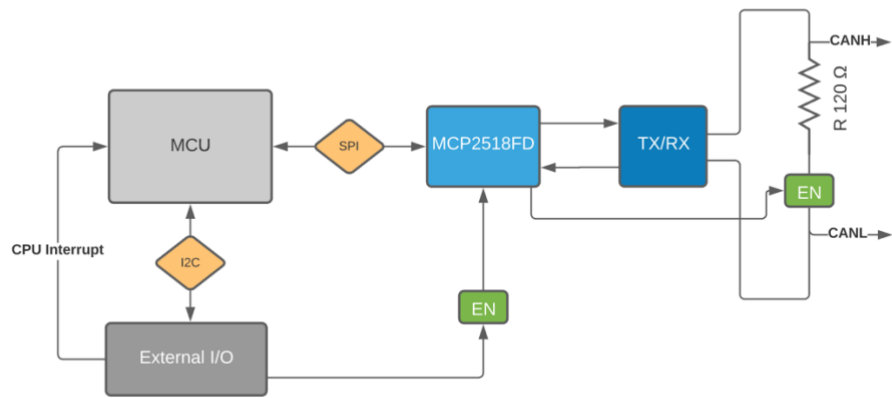 CANH
R 120 Ω
MCU
SPI
MCP2518FD
TX/RX
EN
CANL
CPU Interrupt
I2C
EN
External I/O